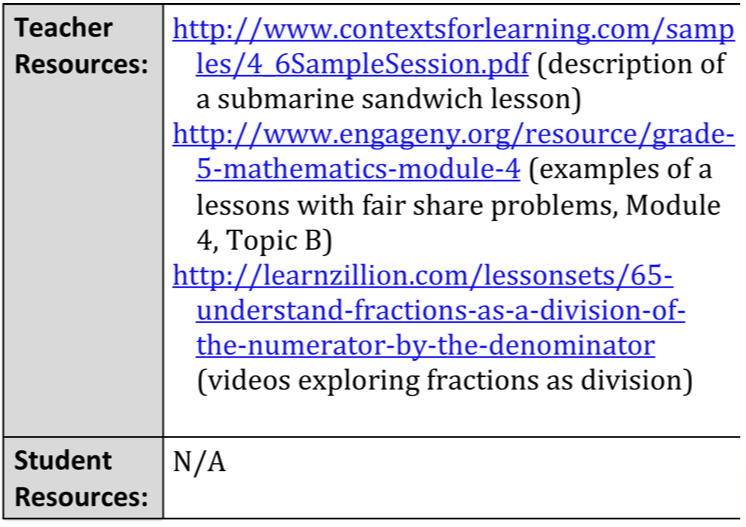 Teacher
Resources:
http://www.contextsforlearning.com/samp
les/4_6SampleSession.pdf (description of
a submarine sandwich lesson)
http://www.engageny.org/resource/grade-
5-mathematics-module-4 (examples of a
lessons with fair share problems, Module
4, Topic B)
http://learnzillion.com/lessonsets/65-
understand-fractions-as-a-division-of-
the-numerator-by-the-denominator
(videos exploring fractions as division)
Student
Resources:
N/A